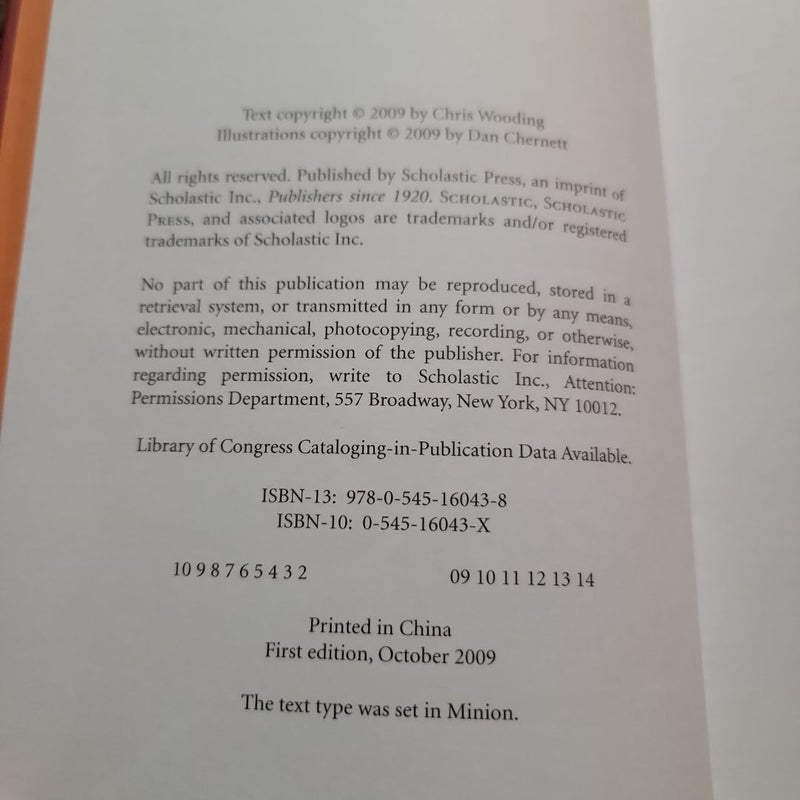 Text copyright © 2009 by Chris Wooding
Illustrations copyright © 2009 by Dan Chernett
All rights reserved. Published by Scholastic Press, an imprint of
Scholastic Inc., Publishers since 1920. SCHOLASTIC, SCHOLASTIC
PRESS, and associated logos are trademarks and/or registered
trademarks of Scholastic Inc.
No part of this publication may be reproduced, stored in a
retrieval system, or transmitted in any form or by any means,
electronic, mechanical, photocopying, recording, or otherwise,
without written permission of the publisher. For information
regarding permission, write to Scholastic Inc., Attention:
Permissions Department, 557 Broadway, New York, NY 10012.
Library of Congress Cataloging-in-Publication Data Available.
ISBN-13: 978-0-545-16043-8
ISBN-10: 0-545-16043-X
10 9 8 7 6 5 4 3 2 09 10 11 12 13 14
Printed in China
First edition, October 2009
The text type was set in Minion.